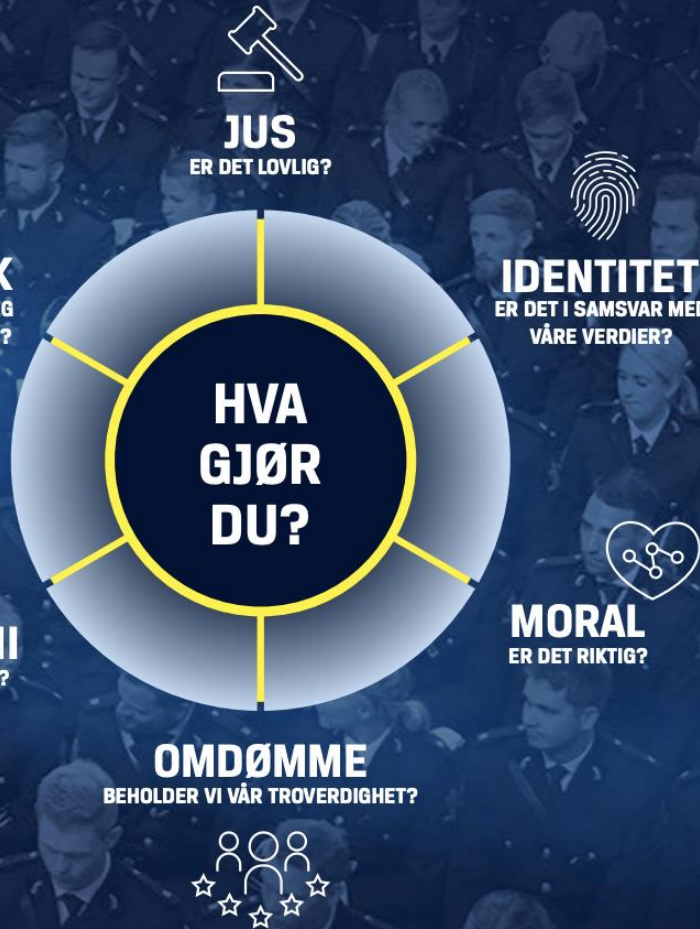 JUS
ER DET LOVLIG?
IDENTITET
ER DET I SAMSVAR MED
VÅRE VERDIER?
HVA
GJØR
DU?
MORAL
ER DET RIKTIG?
OMDØMME
BEHOLDER VI VÅR TROVERDIGHET?